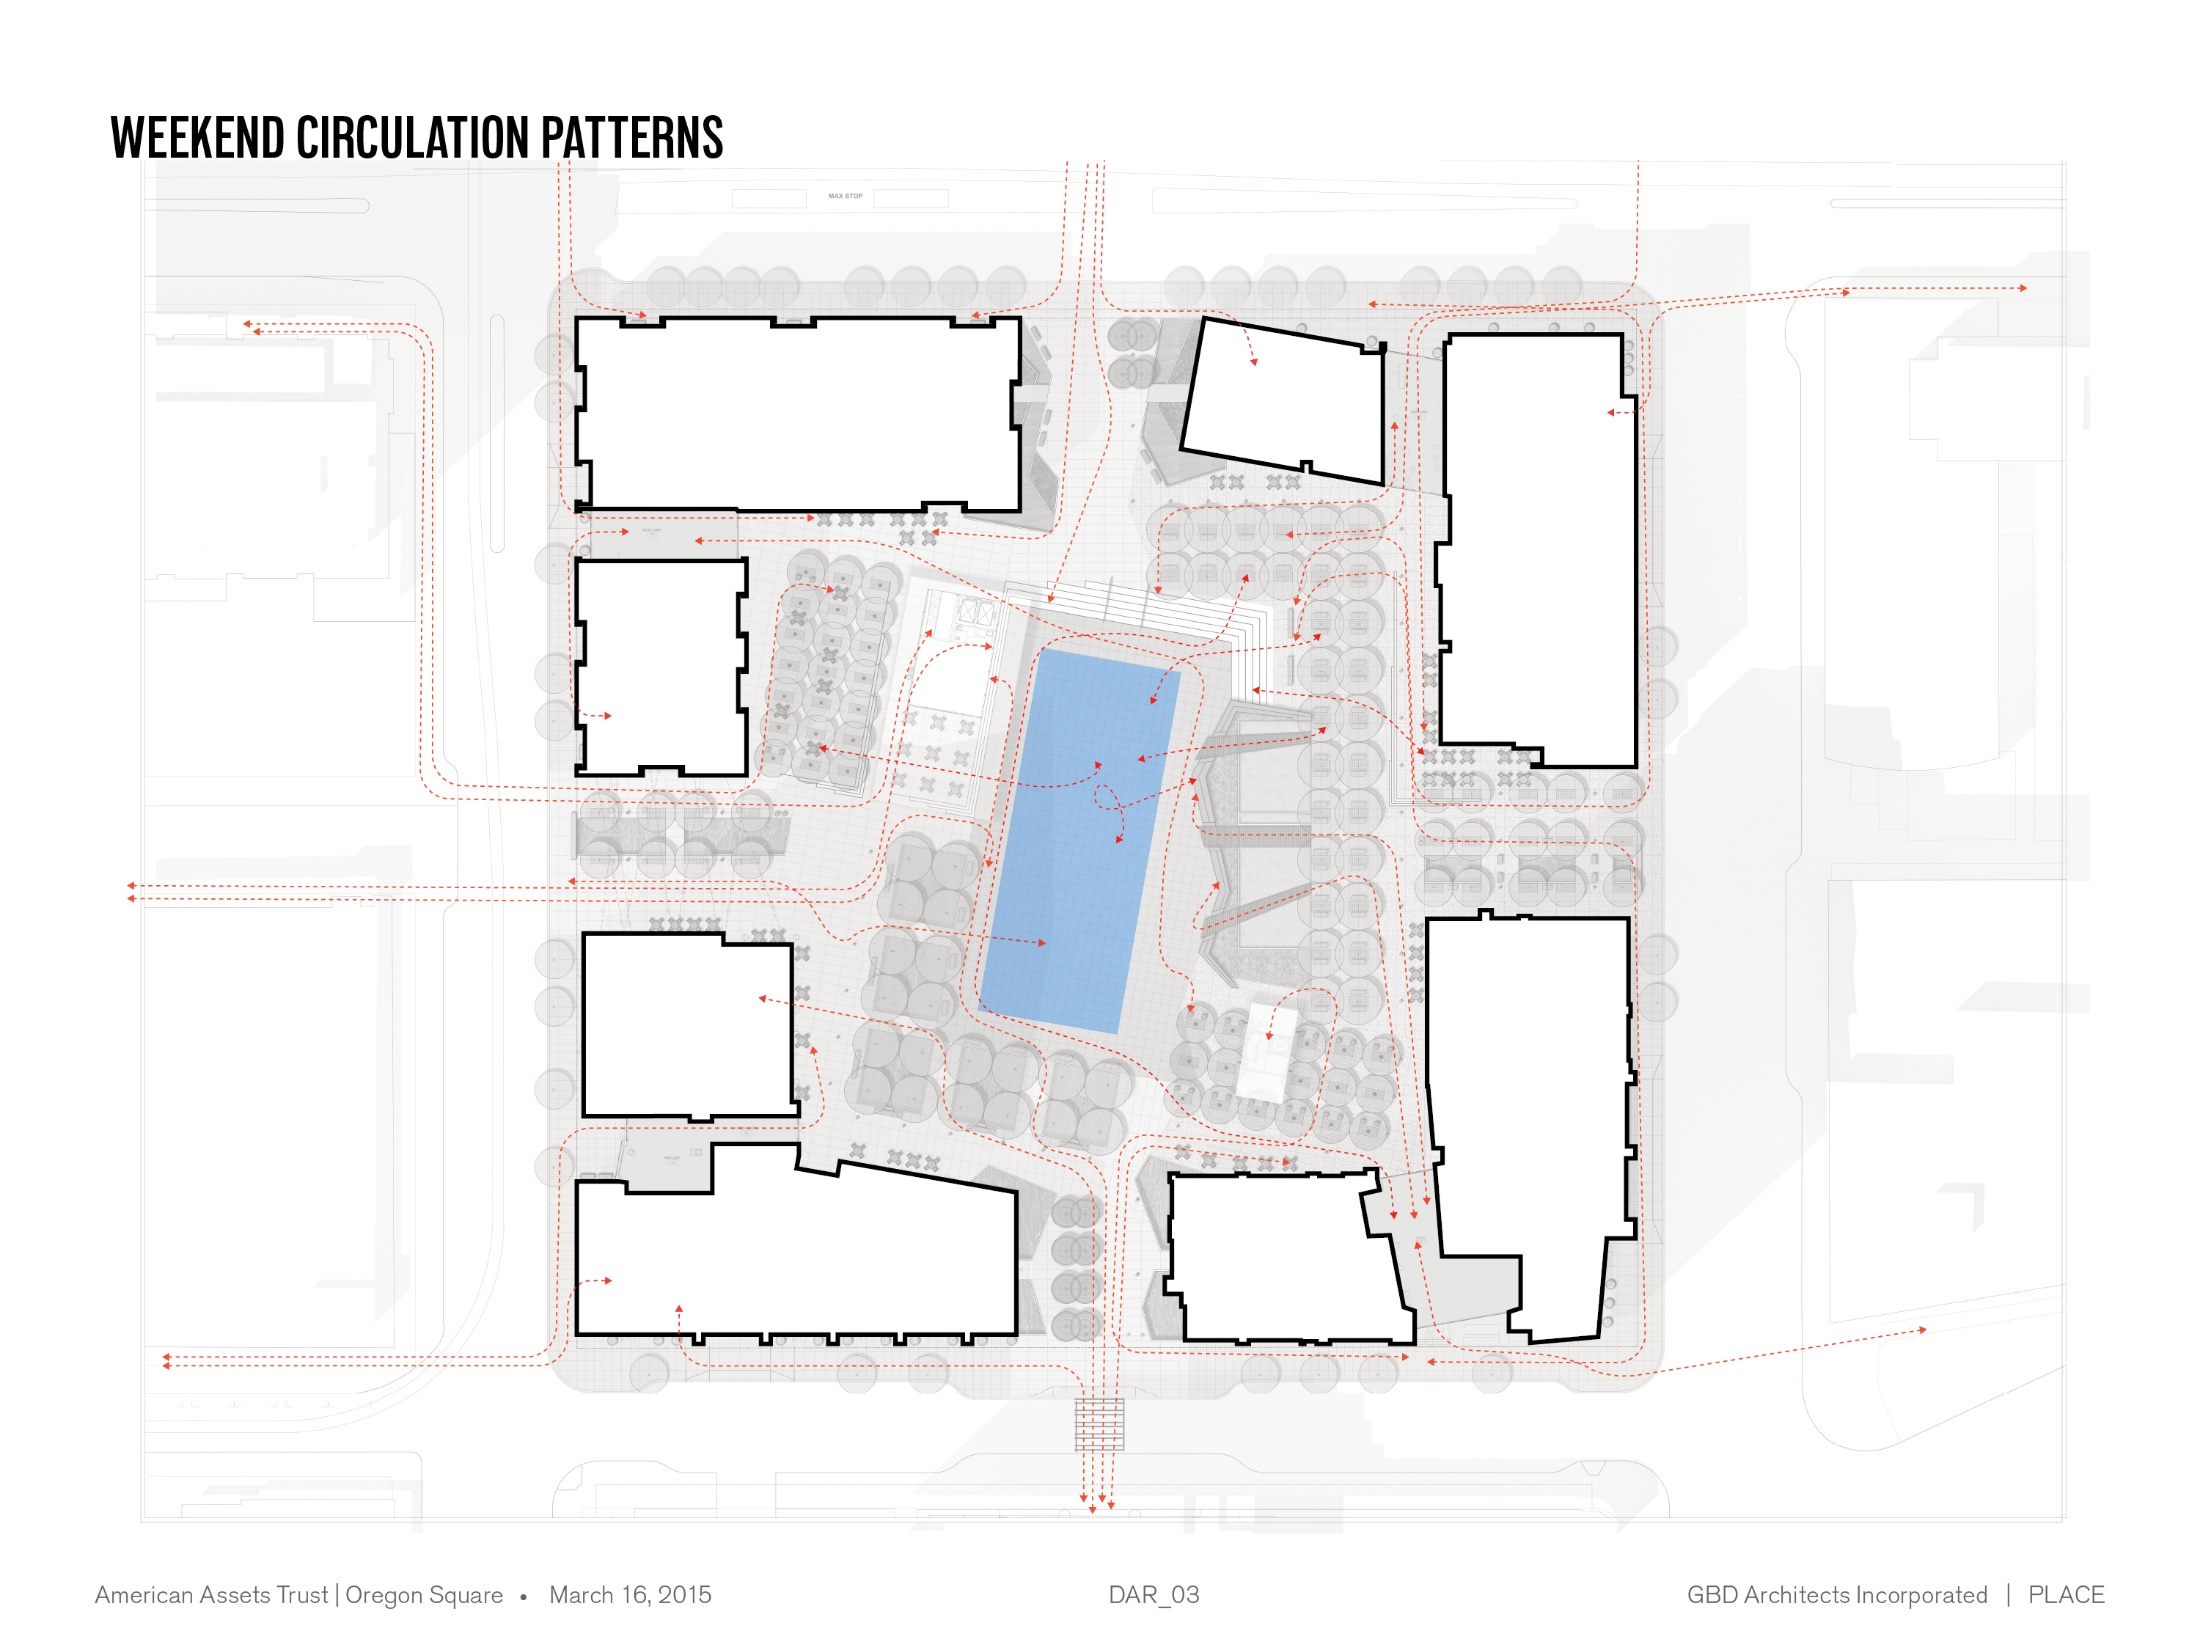 WEEKEND CIRCULATION PATTERNS
MAX STOP
American Assets Trust | Oregon Square • March 16, 2015
DAR_03
GBD Architects Incorporated | PLACE